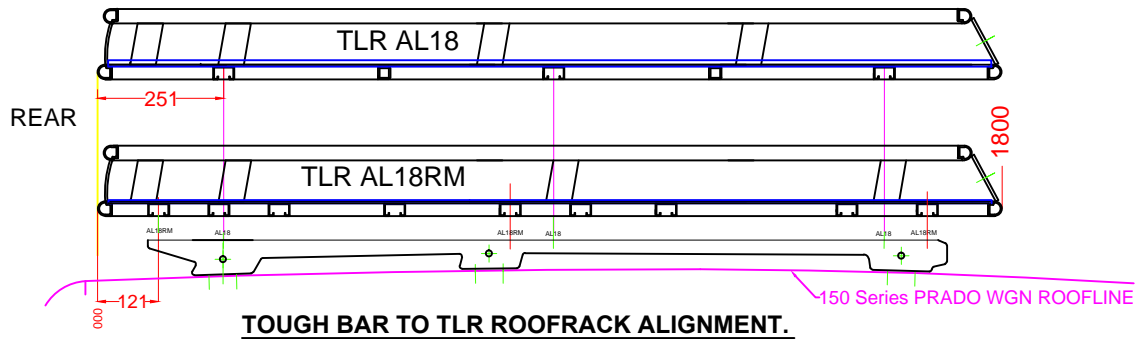 TLR AL18
251
REAR
1800
TLR AL18RM
AL18RM AL18 AL18RM AL18 AL18 AL18RM
150 Series PRADO WGN ROOFLINE
121
000
TOUGH BAR TO TLR ROOFRACK ALIGNMENT.